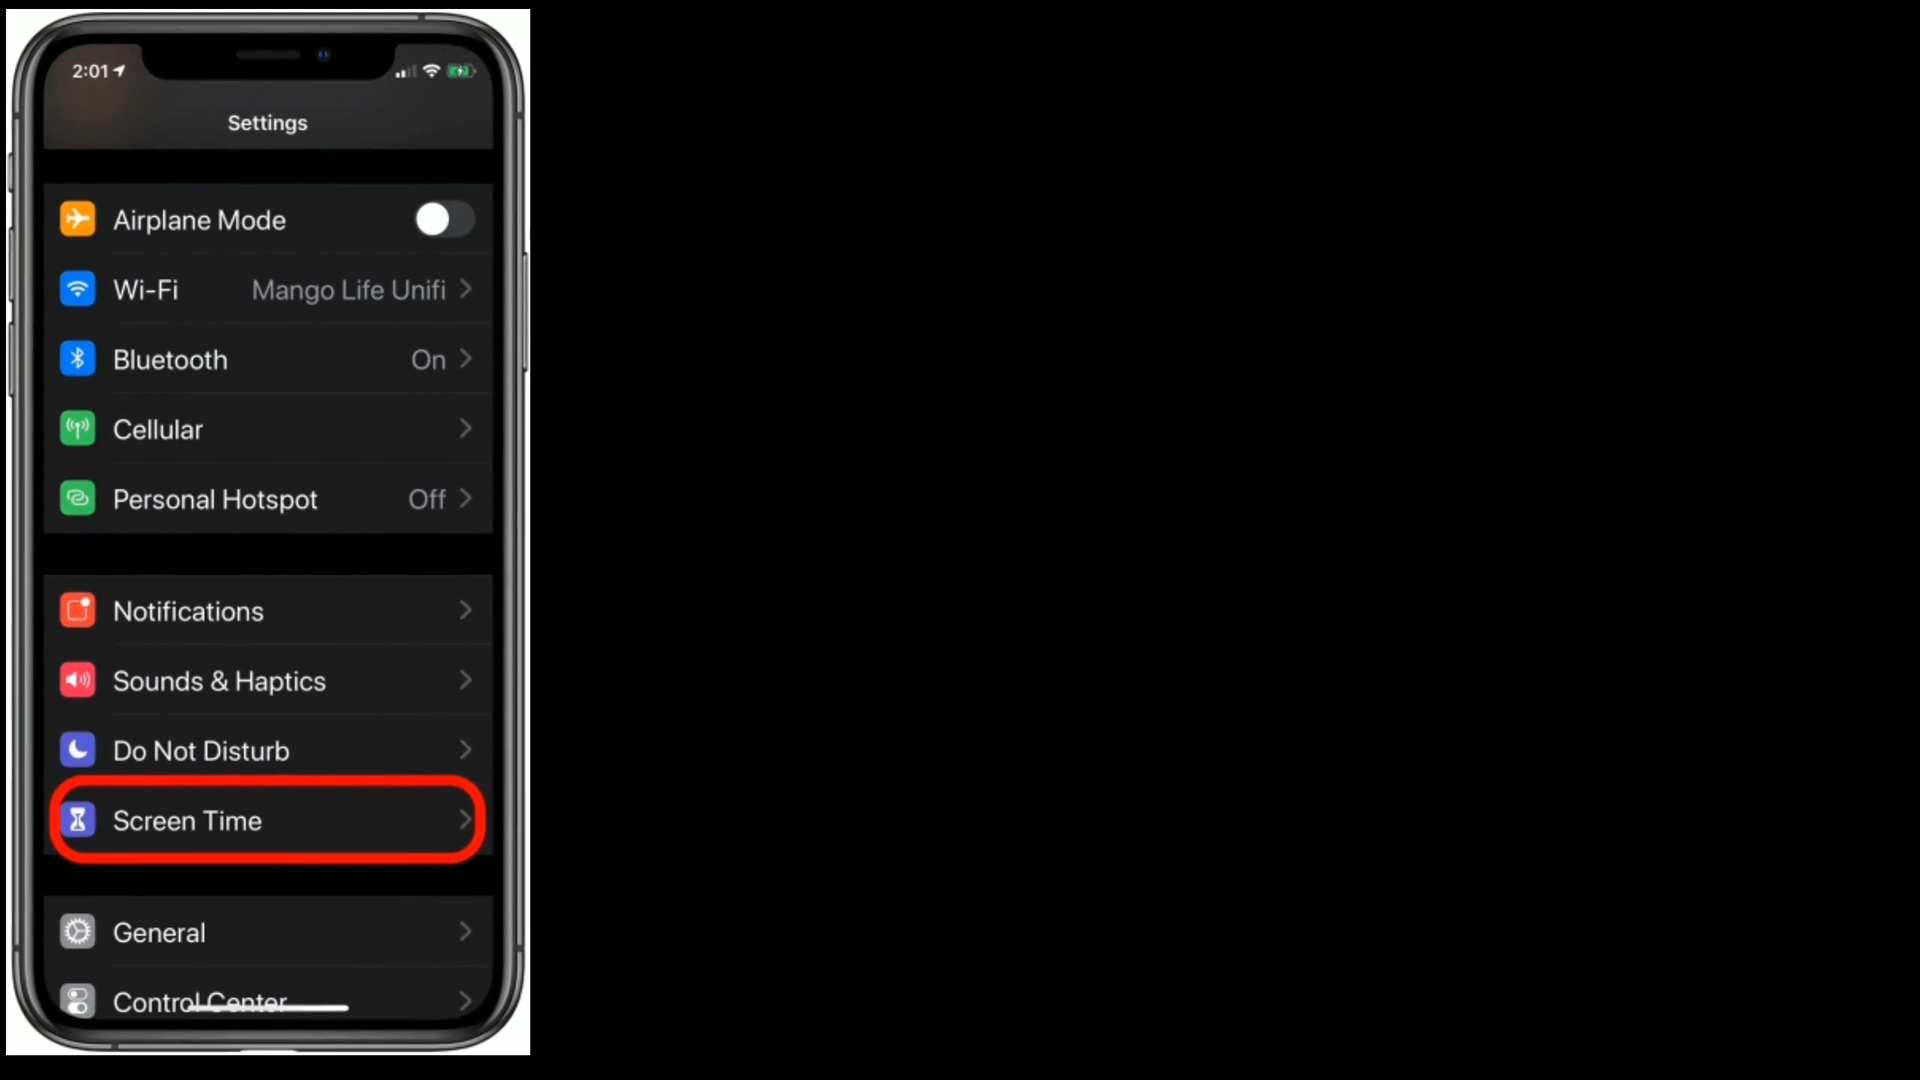 2:01
Settings
Airplane Mode
Wi-Fi Mango Life Unifi
Bluetooth On
Cellular
Personal Hotspot Off
Notifications
Sounds & Haptics
Do Not Disturb
Screen Time
General
Control Center